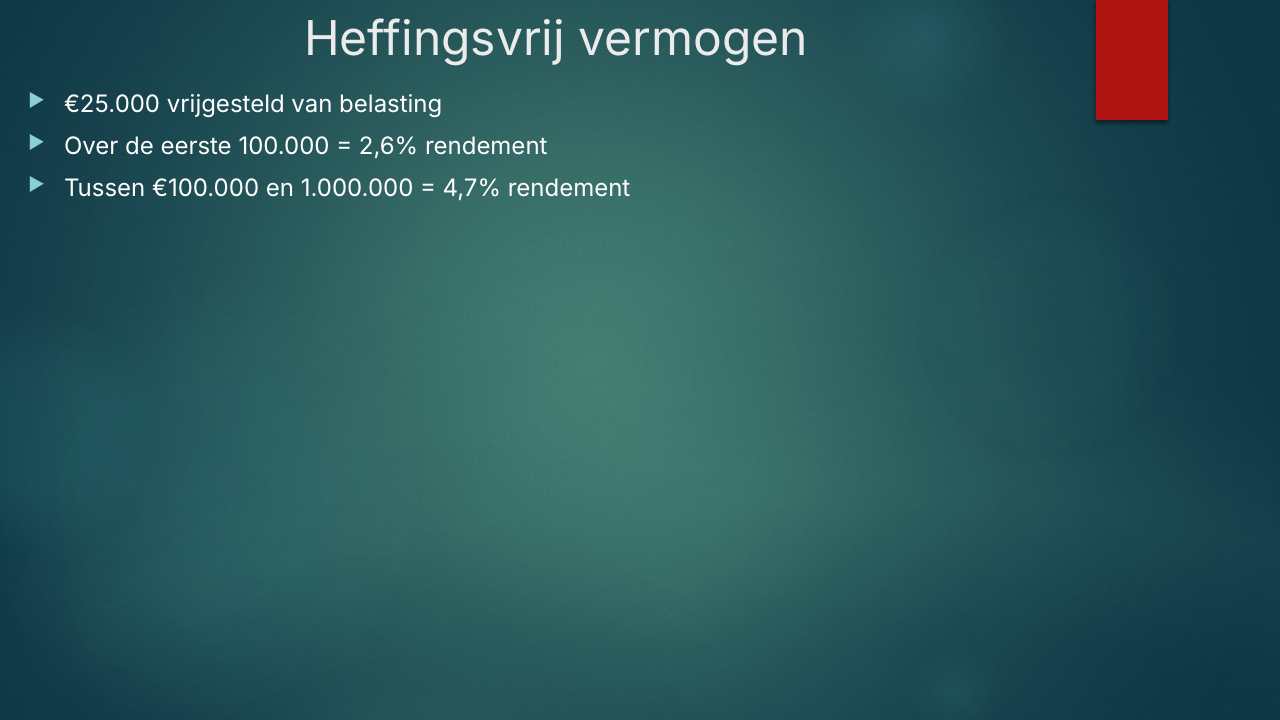 Heffingsvrij vermogen
€25.000 vrijgesteld van belasting
Over de eerste 100.000 = 2,6% rendement
Tussen €100.000 en 1.000.000 = 4,7% rendement